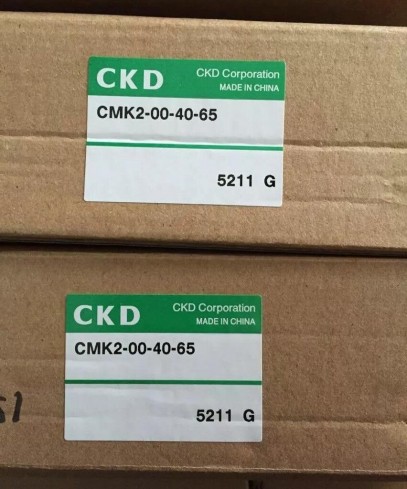 CKD
CKD Corporation
MADE IN CHINA
CMK2-00-40-65
5211 G
CKD
CKD Corporation
MADE IN CHINA
CMK2-00-40-65
5211 G